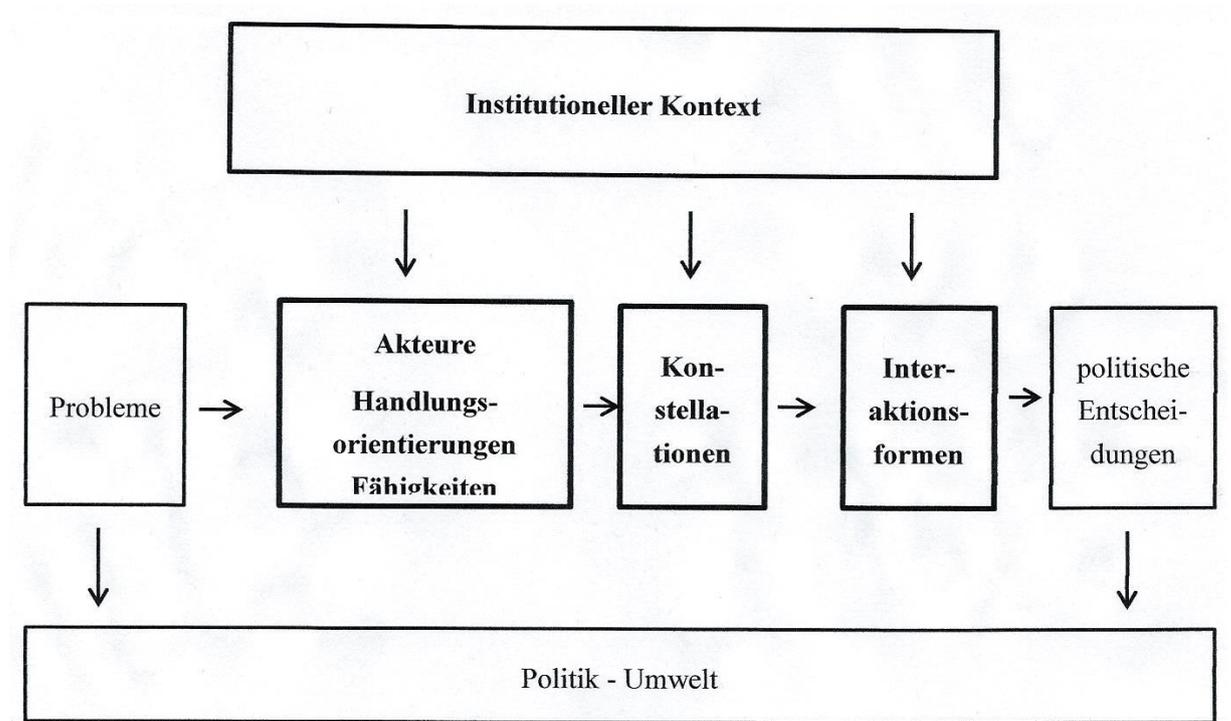 Institutioneller Kontext
Probleme
Akteure
Handlungs-
orientierungen
Fähigkeiten
Kon-
stella-
tionen
Inter-
aktions-
formen
politische
Entschei-
dungen
Politik - Umwelt